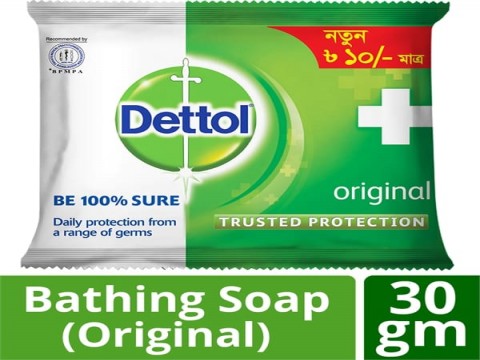 Recommended by
BPMPA
নতুন
৳ ১০/- মাত্র
Dettol
BE 100% SURE
Daily protection from
a range of germs
original
TRUSTED PROTECTION
Bathing Soap
(Original)
30
gm